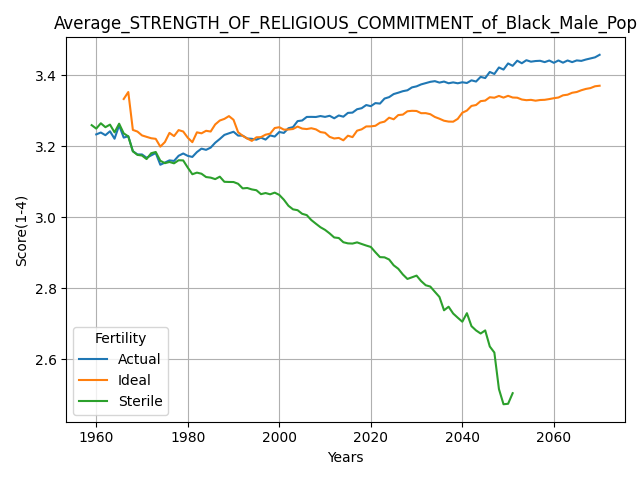 Average_STRENGTH_OF_RELIGIOUS_COMMITMENT_of_Black_Male_Pop
Score(1-4)
3.4
3.2
3.0
2.8
2.6
Fertility
Actual
Ideal
Sterile
1960 1980 2000 2020 2040 2060
Years